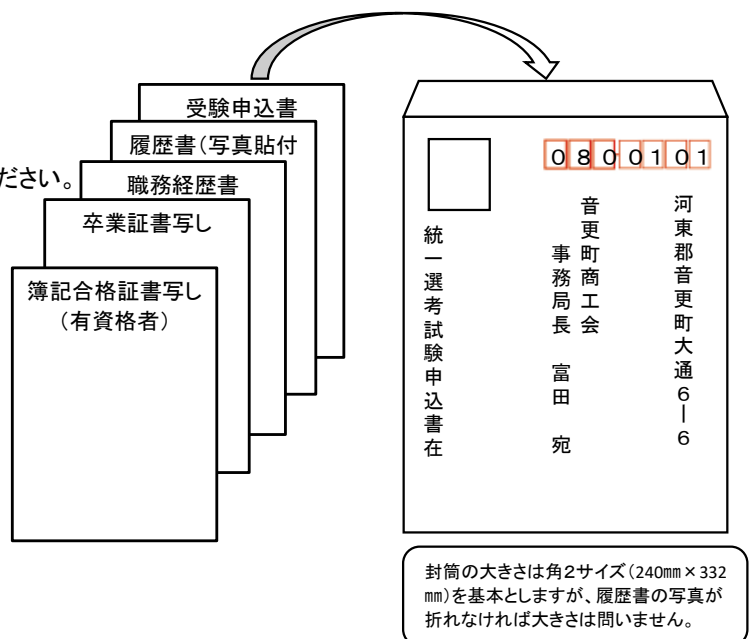 受験申込書
履歴書(写真貼付
ださい。
職務経歴書
卒業証書写し
簿記合格証書写し
(有資格者)
0800101
河東郡音更町大通6ー6
音更町商工会
事務局長 富田 宛
統一選考試験申込書在
封筒の大きさは角2サイズ(240㎜×332
㎜)を基本としますが、履歴書の写真が
折れなければ大きさは問いません。